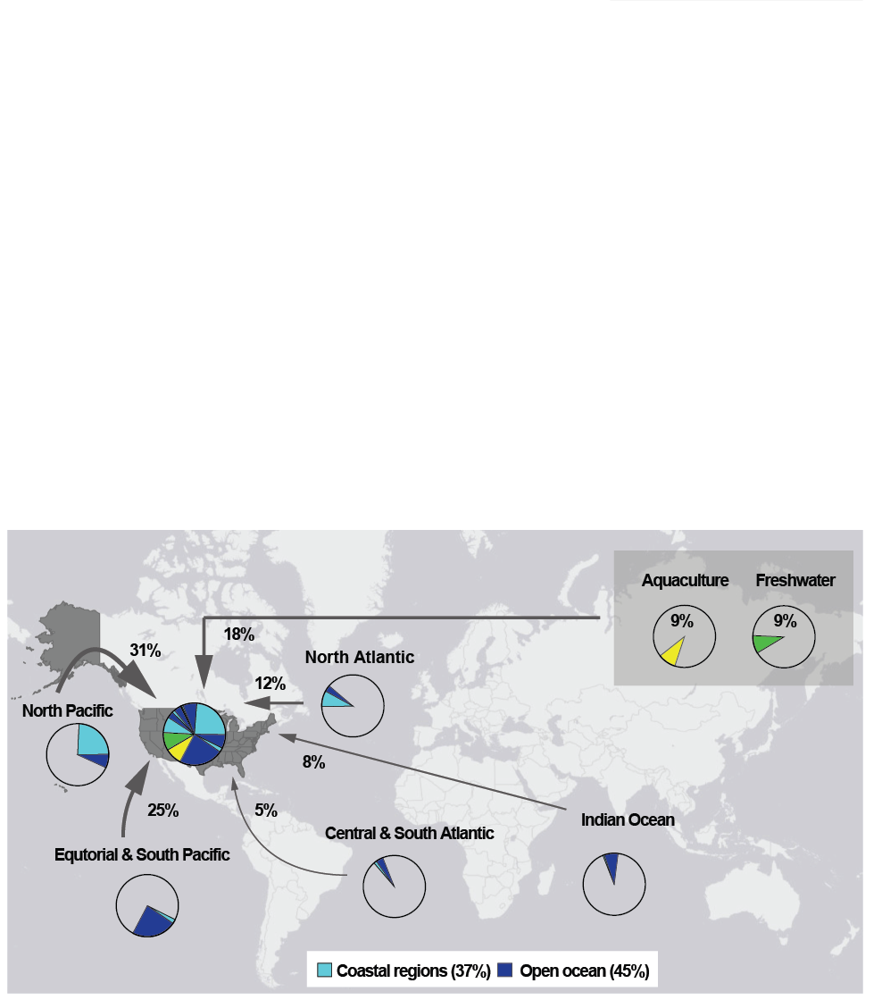 Aquaculture
Freshwater
9%
9%
18%
31%
North Atlantic
12%
North Pacific
8%
25%
5%
Indian Ocean
Central & South Atlantic
Equtorial & South Pacific
Coastal regions (37%)
Open ocean (45%)